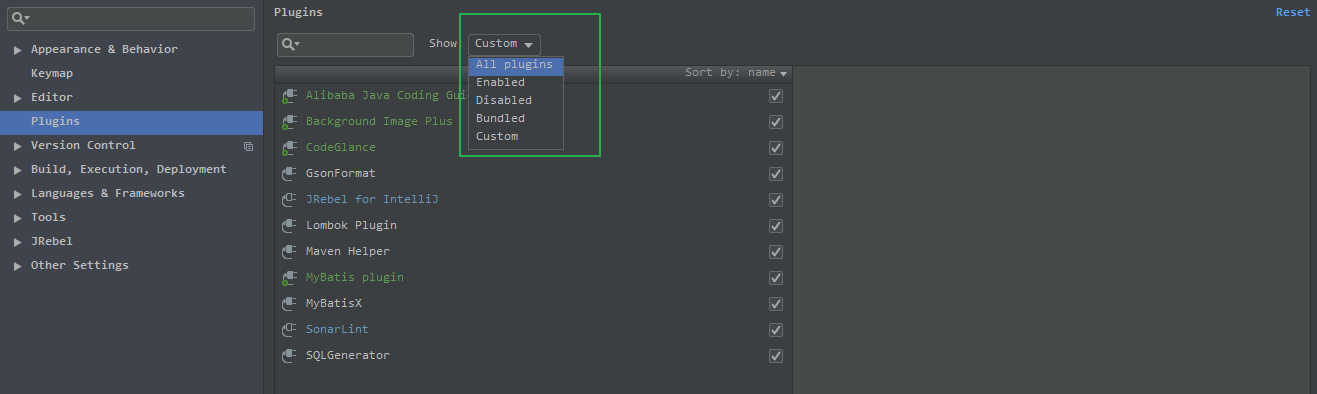 Plugins
Reset
Appearance & Behavior
Keymap
Editor
Plugins
Version Control
Build, Execution, Deployment
Languages & Frameworks
Tools
JRebel
Other Settings
Show: Custom
All plugins
Enabled
Disabled
Bundled
Custom
Sort by: name
Alibaba Java Coding Gui
Background Image Plus
CodeGlance
GsonFormat
JRebel for IntelliJ
Lombok Plugin
Maven Helper
MyBatis plugin
MyBatisX
SonarLint
SQLGenerator